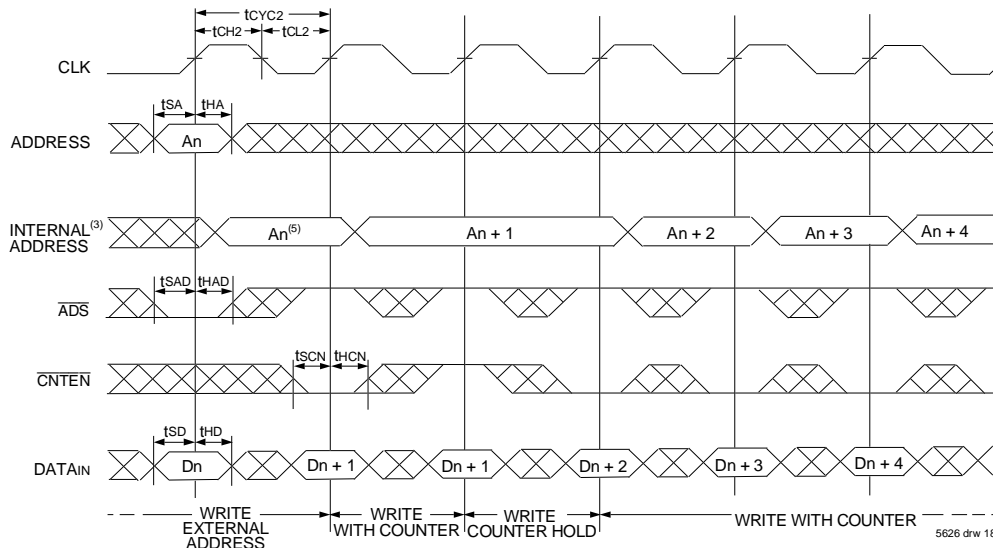 tCYC2
tCH2 tCL2
CLK
tSA tHA
ADDRESS An
INTERNAL(3)
ADDRESS An(5) An + 1 An + 2 An + 3 An + 4
tSAD tHAD
ADS
tSCN tHCN
CNTEN
tSD tHD
DATAIN Dn Dn + 1 Dn + 1 Dn + 2 Dn + 3 Dn + 4
WRITE
EXTERNAL
ADDRESS
WRITE
WITH COUNTER
WRITE
COUNTER HOLD
WRITE WITH COUNTER
5626 drw 18